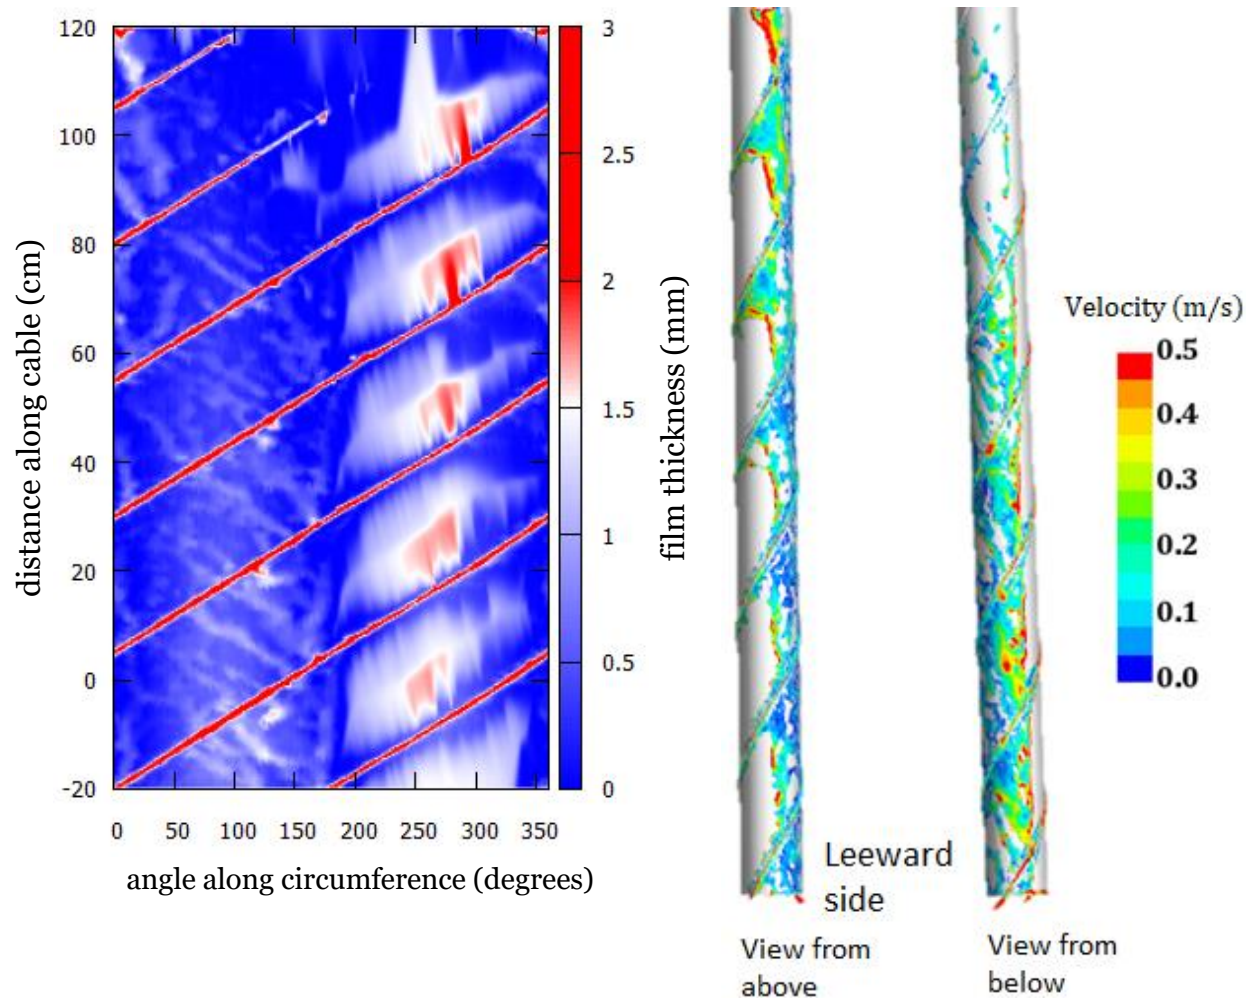 120
100
80
60
40
20
0
-20
0 50 100 150 200 250 300 350
distance along cable (cm)
angle along circumference (degrees)
3
2.5
2
1.5
1
0.5
0
film thickness (mm)
Velocity (m/s)
0.5
0.4
0.3
0.2
0.1
0.0
Leeward
side
View from
above
View from
below